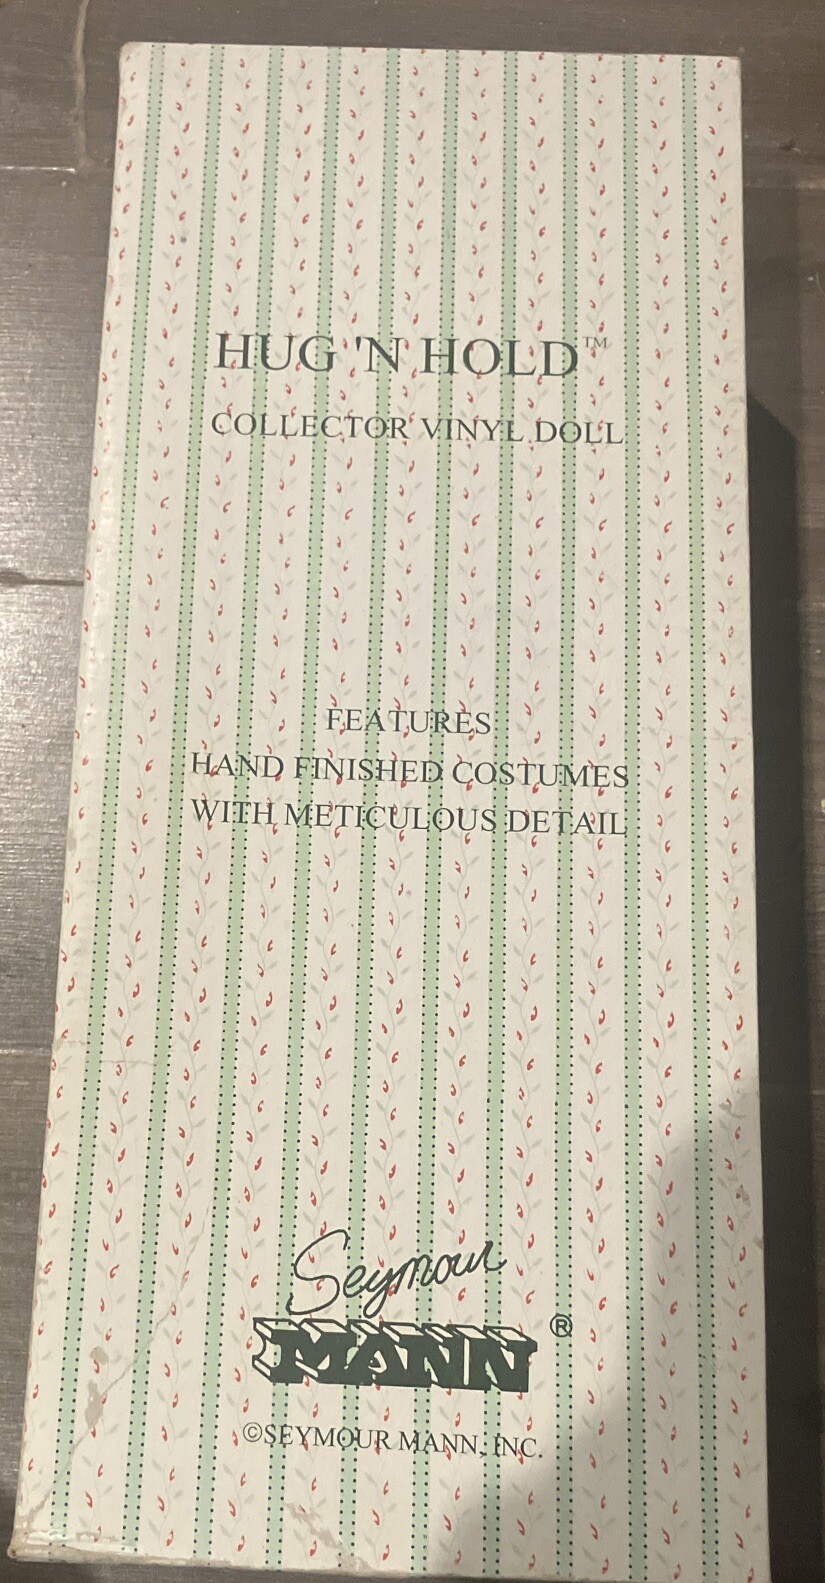 HUG 'N HOLD™
COLLECTOR VINYL DOLL
FEATURES
HAND FINISHED COSTUMES
WITH METICULOUS DETAIL
Seymour
MANN®
©SEYMOUR MANN, INC.